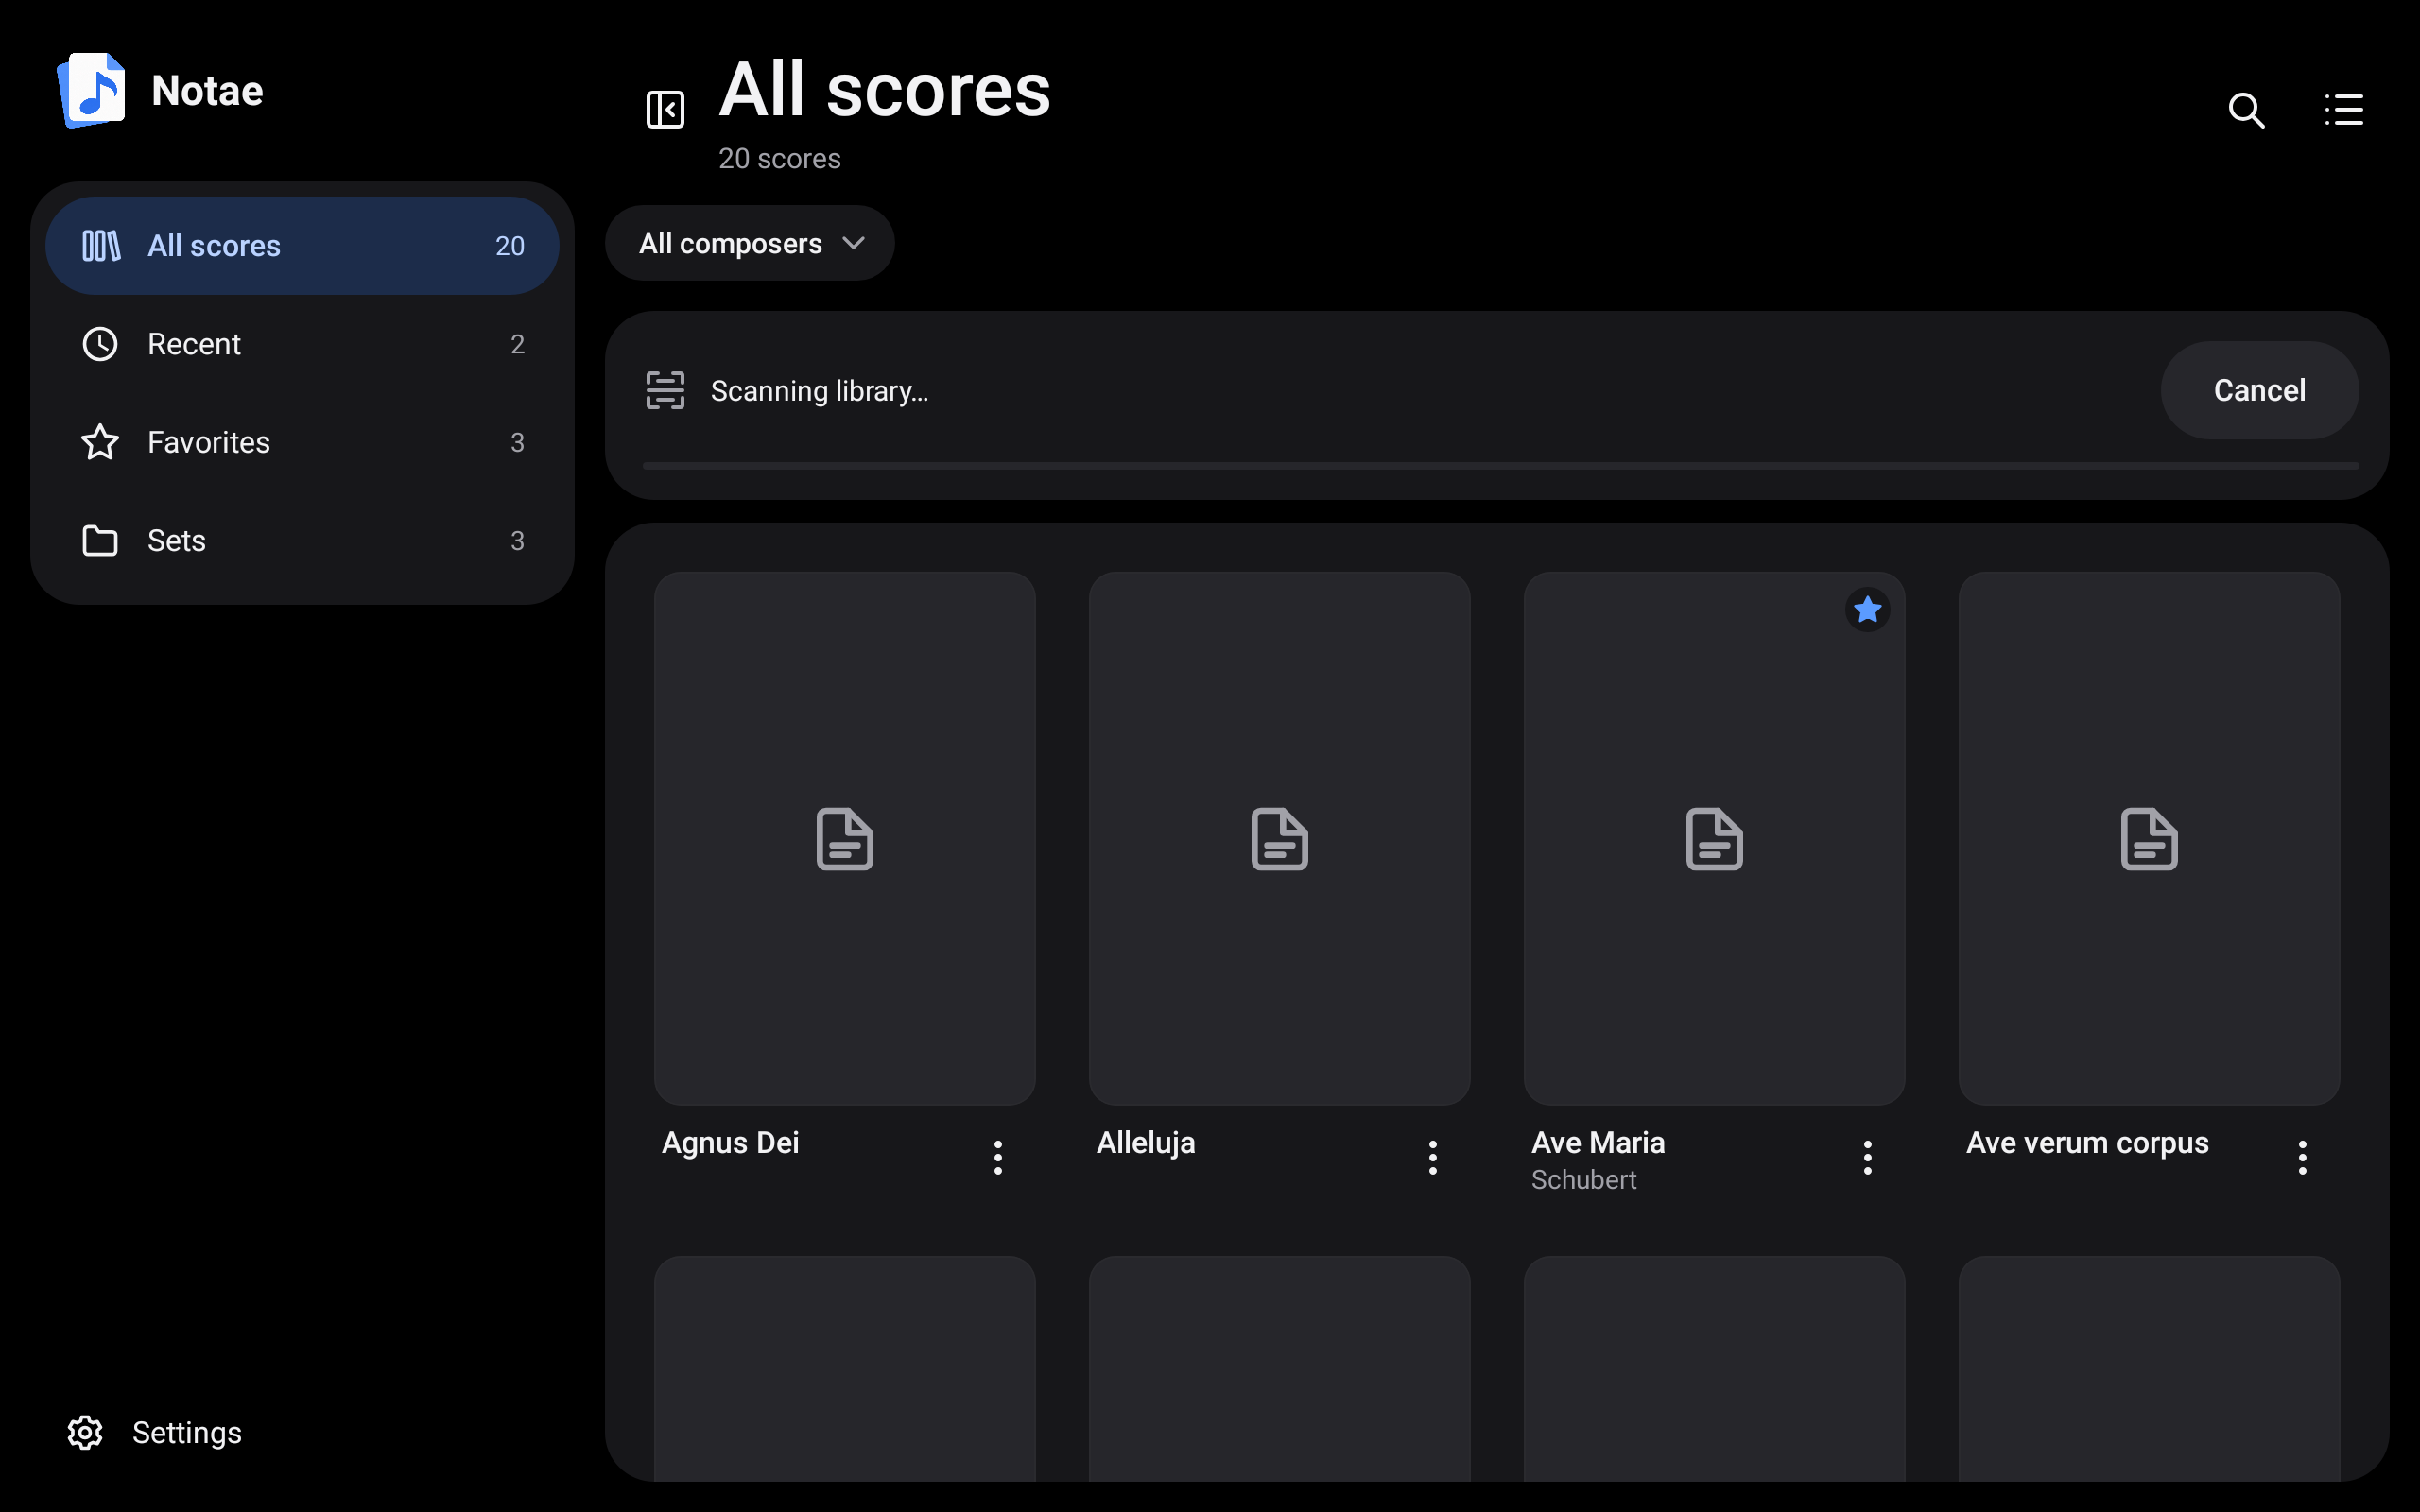 Notae
All scores 20
Recent 2
Favorites 3
Sets 3
Settings
All scores
20 scores
All composers
Scanning library...
Cancel
Agnus Dei
Alleluja
Ave Maria
Schubert
Ave verum corpus